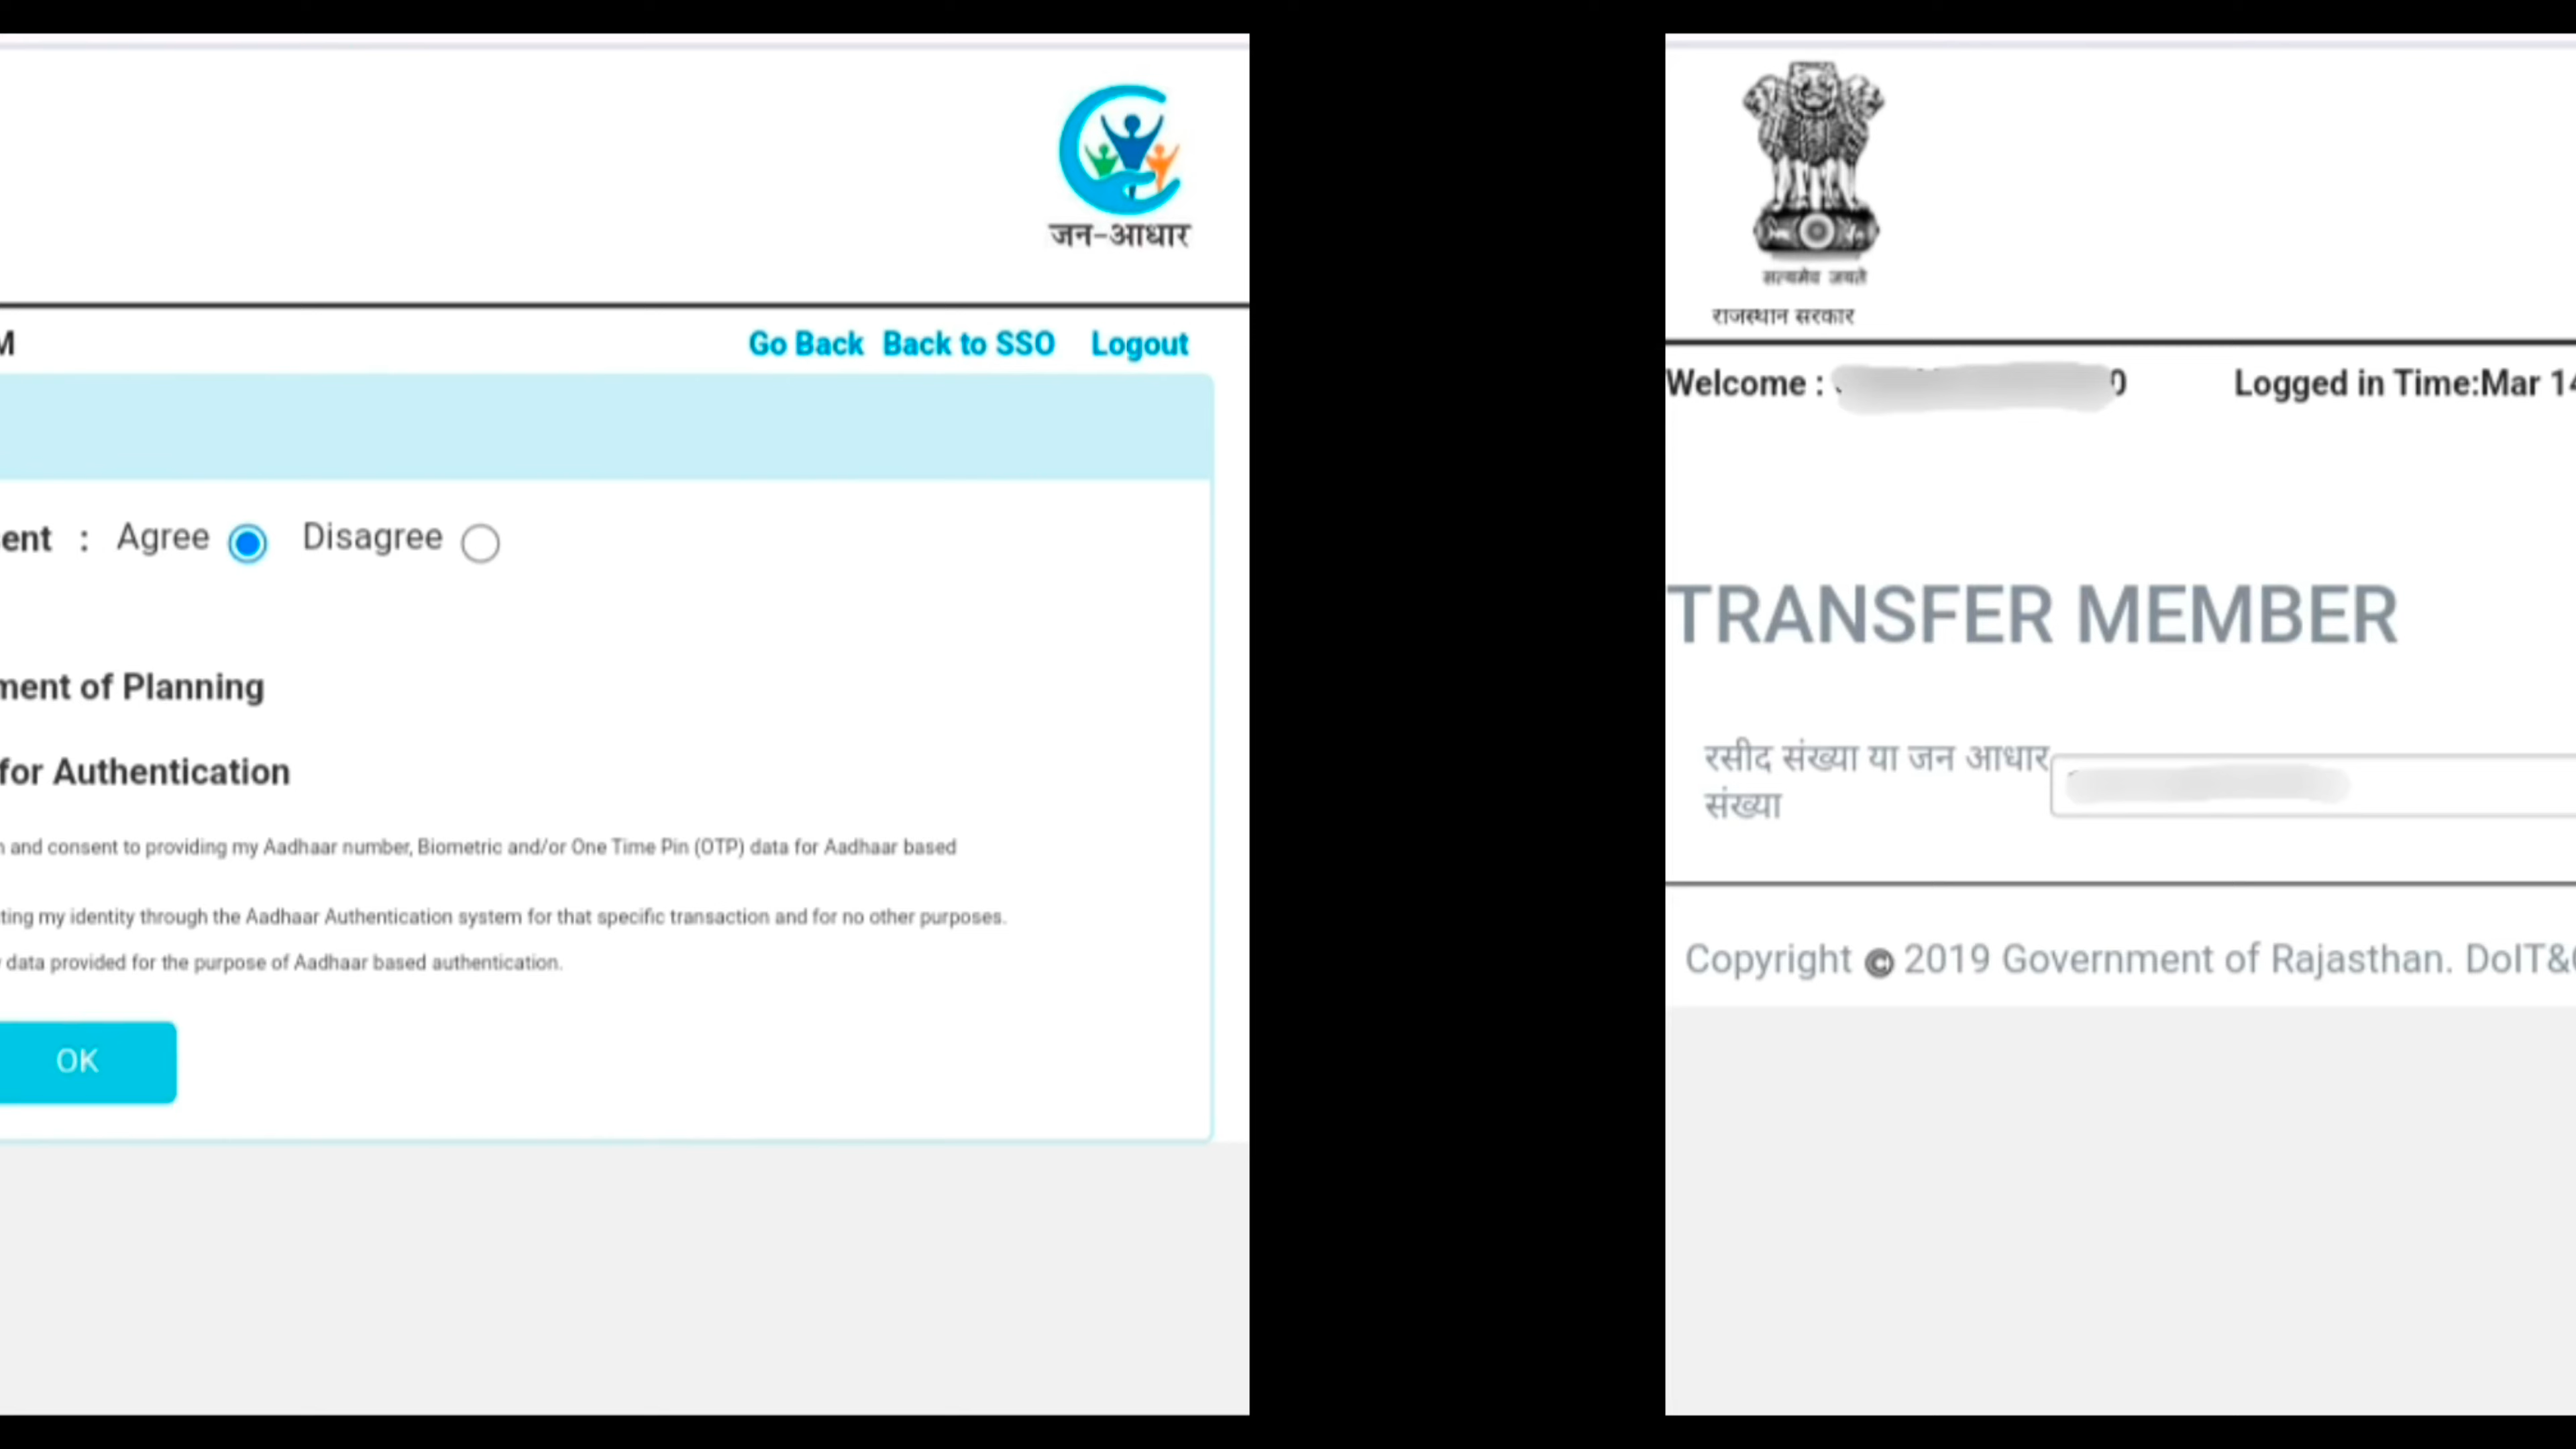 जन-आधार
M
Go Back Back to SSO Logout
ent : Agree Disagree
ment of Planning
for Authentication
n and consent to providing my Aadhaar number, Biometric and/or One Time Pin (OTP) data for Aadhaar based
ting my identity through the Aadhaar Authentication system for that specific transaction and for no other purposes.
data provided for the purpose of Aadhaar based authentication.
OK
सत्यमेव जयते
राजस्थान सरकार
Welcome : 0 Logged in Time:Mar 14
TRANSFER MEMBER
रसीद संख्या या जन आधार
संख्या
Copyright © 2019 Government of Rajasthan. DoIT&C